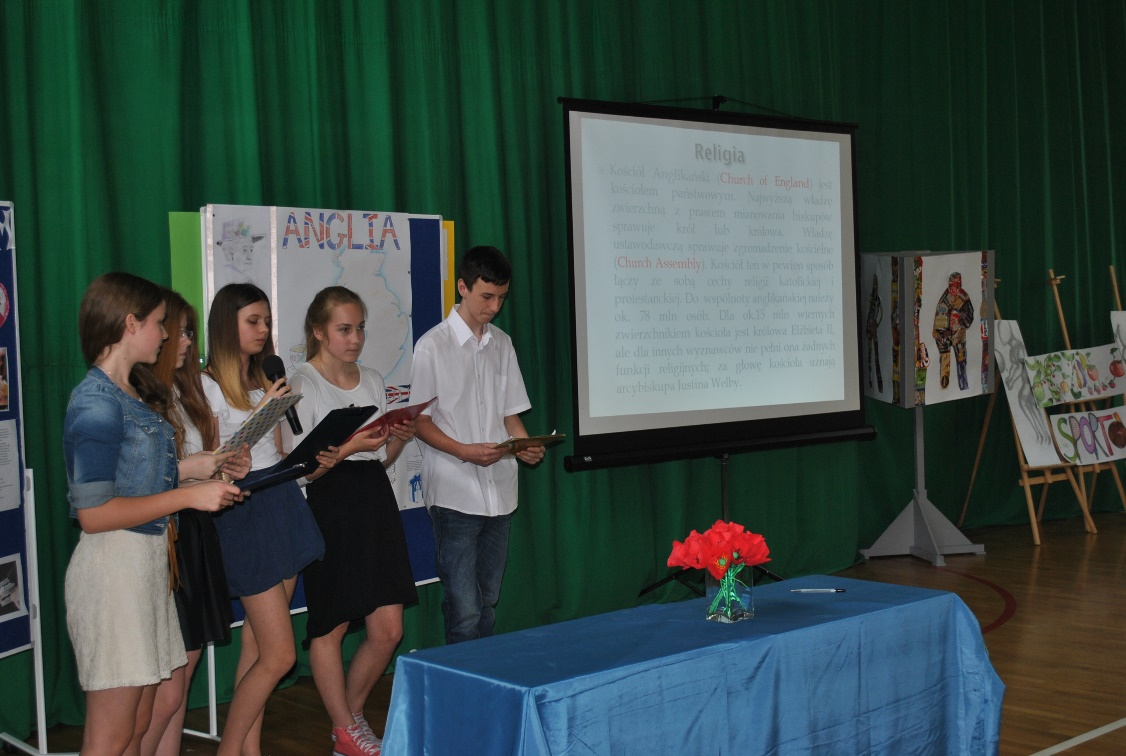 ANGLIA
Religia
Kościół Anglikański (Church of England) jest
kościołem państwowym. Najwyższą władzę
zwierzchną z prawem mianowania biskupów
sprawuje król lub królowa. Władzę
ustawodawczą sprawuje zgromadzenie kościelne
(Church Assembly). Kościół ten w pewien sposób
łączy ze sobą cechy religii katolickiej i
protestanckiej. Do wspólnoty anglikańskiej należy
ok. 78 mln osób. Dla ok.35 mln wiernych
zwierzchnikiem kościoła jest królowa Elżbieta II,
ale dla innych wyznawców nie pełni ona żadnych
funkcji religijnych; za głowę kościoła uznają
arcybiskupa Justina Welby.
SPORT